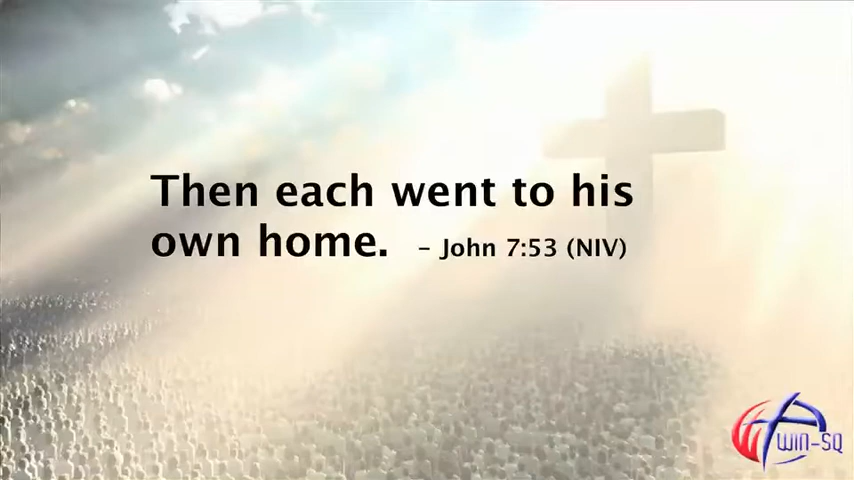 Then each went to his
own home. – John 7:53 (NIV)
WIN-SQ